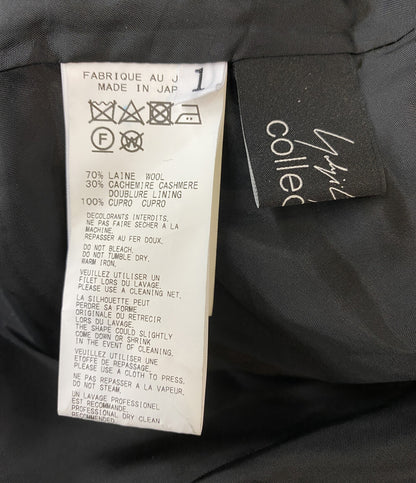 FABRIQUE AU J
MADE IN JAP
1
F
W
70% LAINE WOOL
30% CACHEMIRE CASHMERE
DOUBLURE LINING
100% CUPRO CUPRO
DECOLORANTS INTERDITS.
NE PAS FAIRE SECHER A LA
MACHINE.
REPASSER AU FER DOUX.
DO NOT BLEACH.
DO NOT TUMBLE DRY.
WARM IRON.
VEUILLEZ UTILISER UN
FILET LORS DU LAVAGE.
PLEASE USE A CLEANING NET.
LA SILHOUETTE PEUT
PERDRE SA FORME
ORIGINALE OU RETRECIR
LORS DU LAVAGE.
THE SHAPE COULD SLIGHTLY
COME DOWN OR SHRINK
IN THE EVENT OF CLEANING.
VEUILLEZ UTILISER UNE
ETOFFE DE REPASSAGE.
PLEASE USE A CLOTH TO PRESS.
NE PAS REPASSER A LA VAPEUR.
DO NOT STEAM.
UN LAVAGE PROFESSIONNEL
EST RECOMMANDE.
PROFESSIONAL DRY CLEAN
RECOMMENDED.
collec